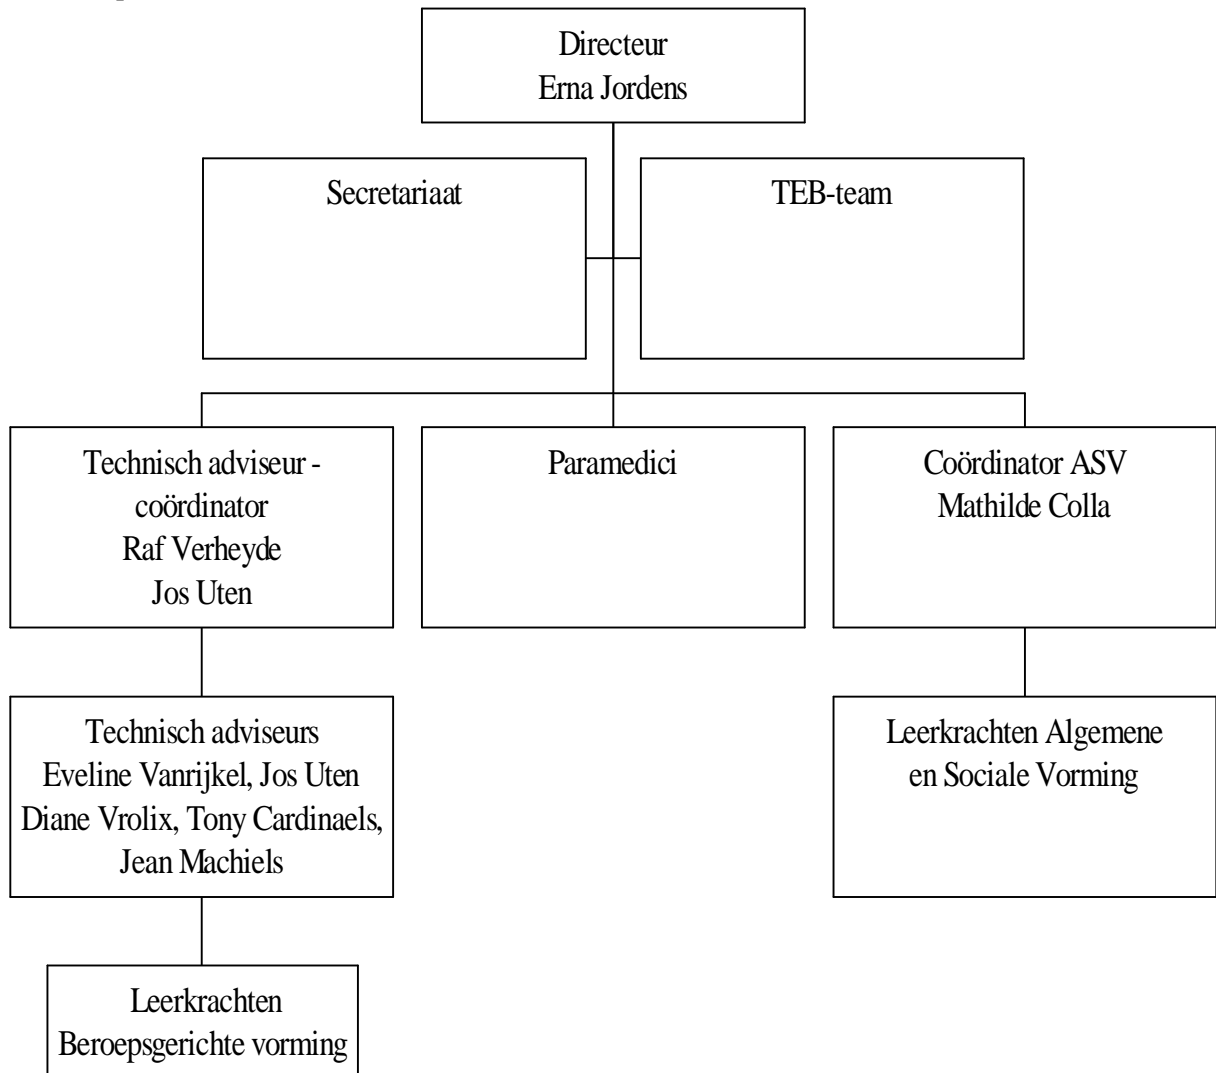 Directeur
Erna Jordens
Secretariaat
TEB-team
Technisch adviseur -
coördinator
Raf Verheyde
Jos Uten
Paramedici
Coördinator ASV
Mathilde Colla
Technisch adviseurs
Eveline Vanrijkel, Jos Uten
Diane Vrolix, Tony Cardinaels,
Jean Machiels
Leerkrachten Algemene
en Sociale Vorming
Leerkrachten
Beroepsgerichte vorming